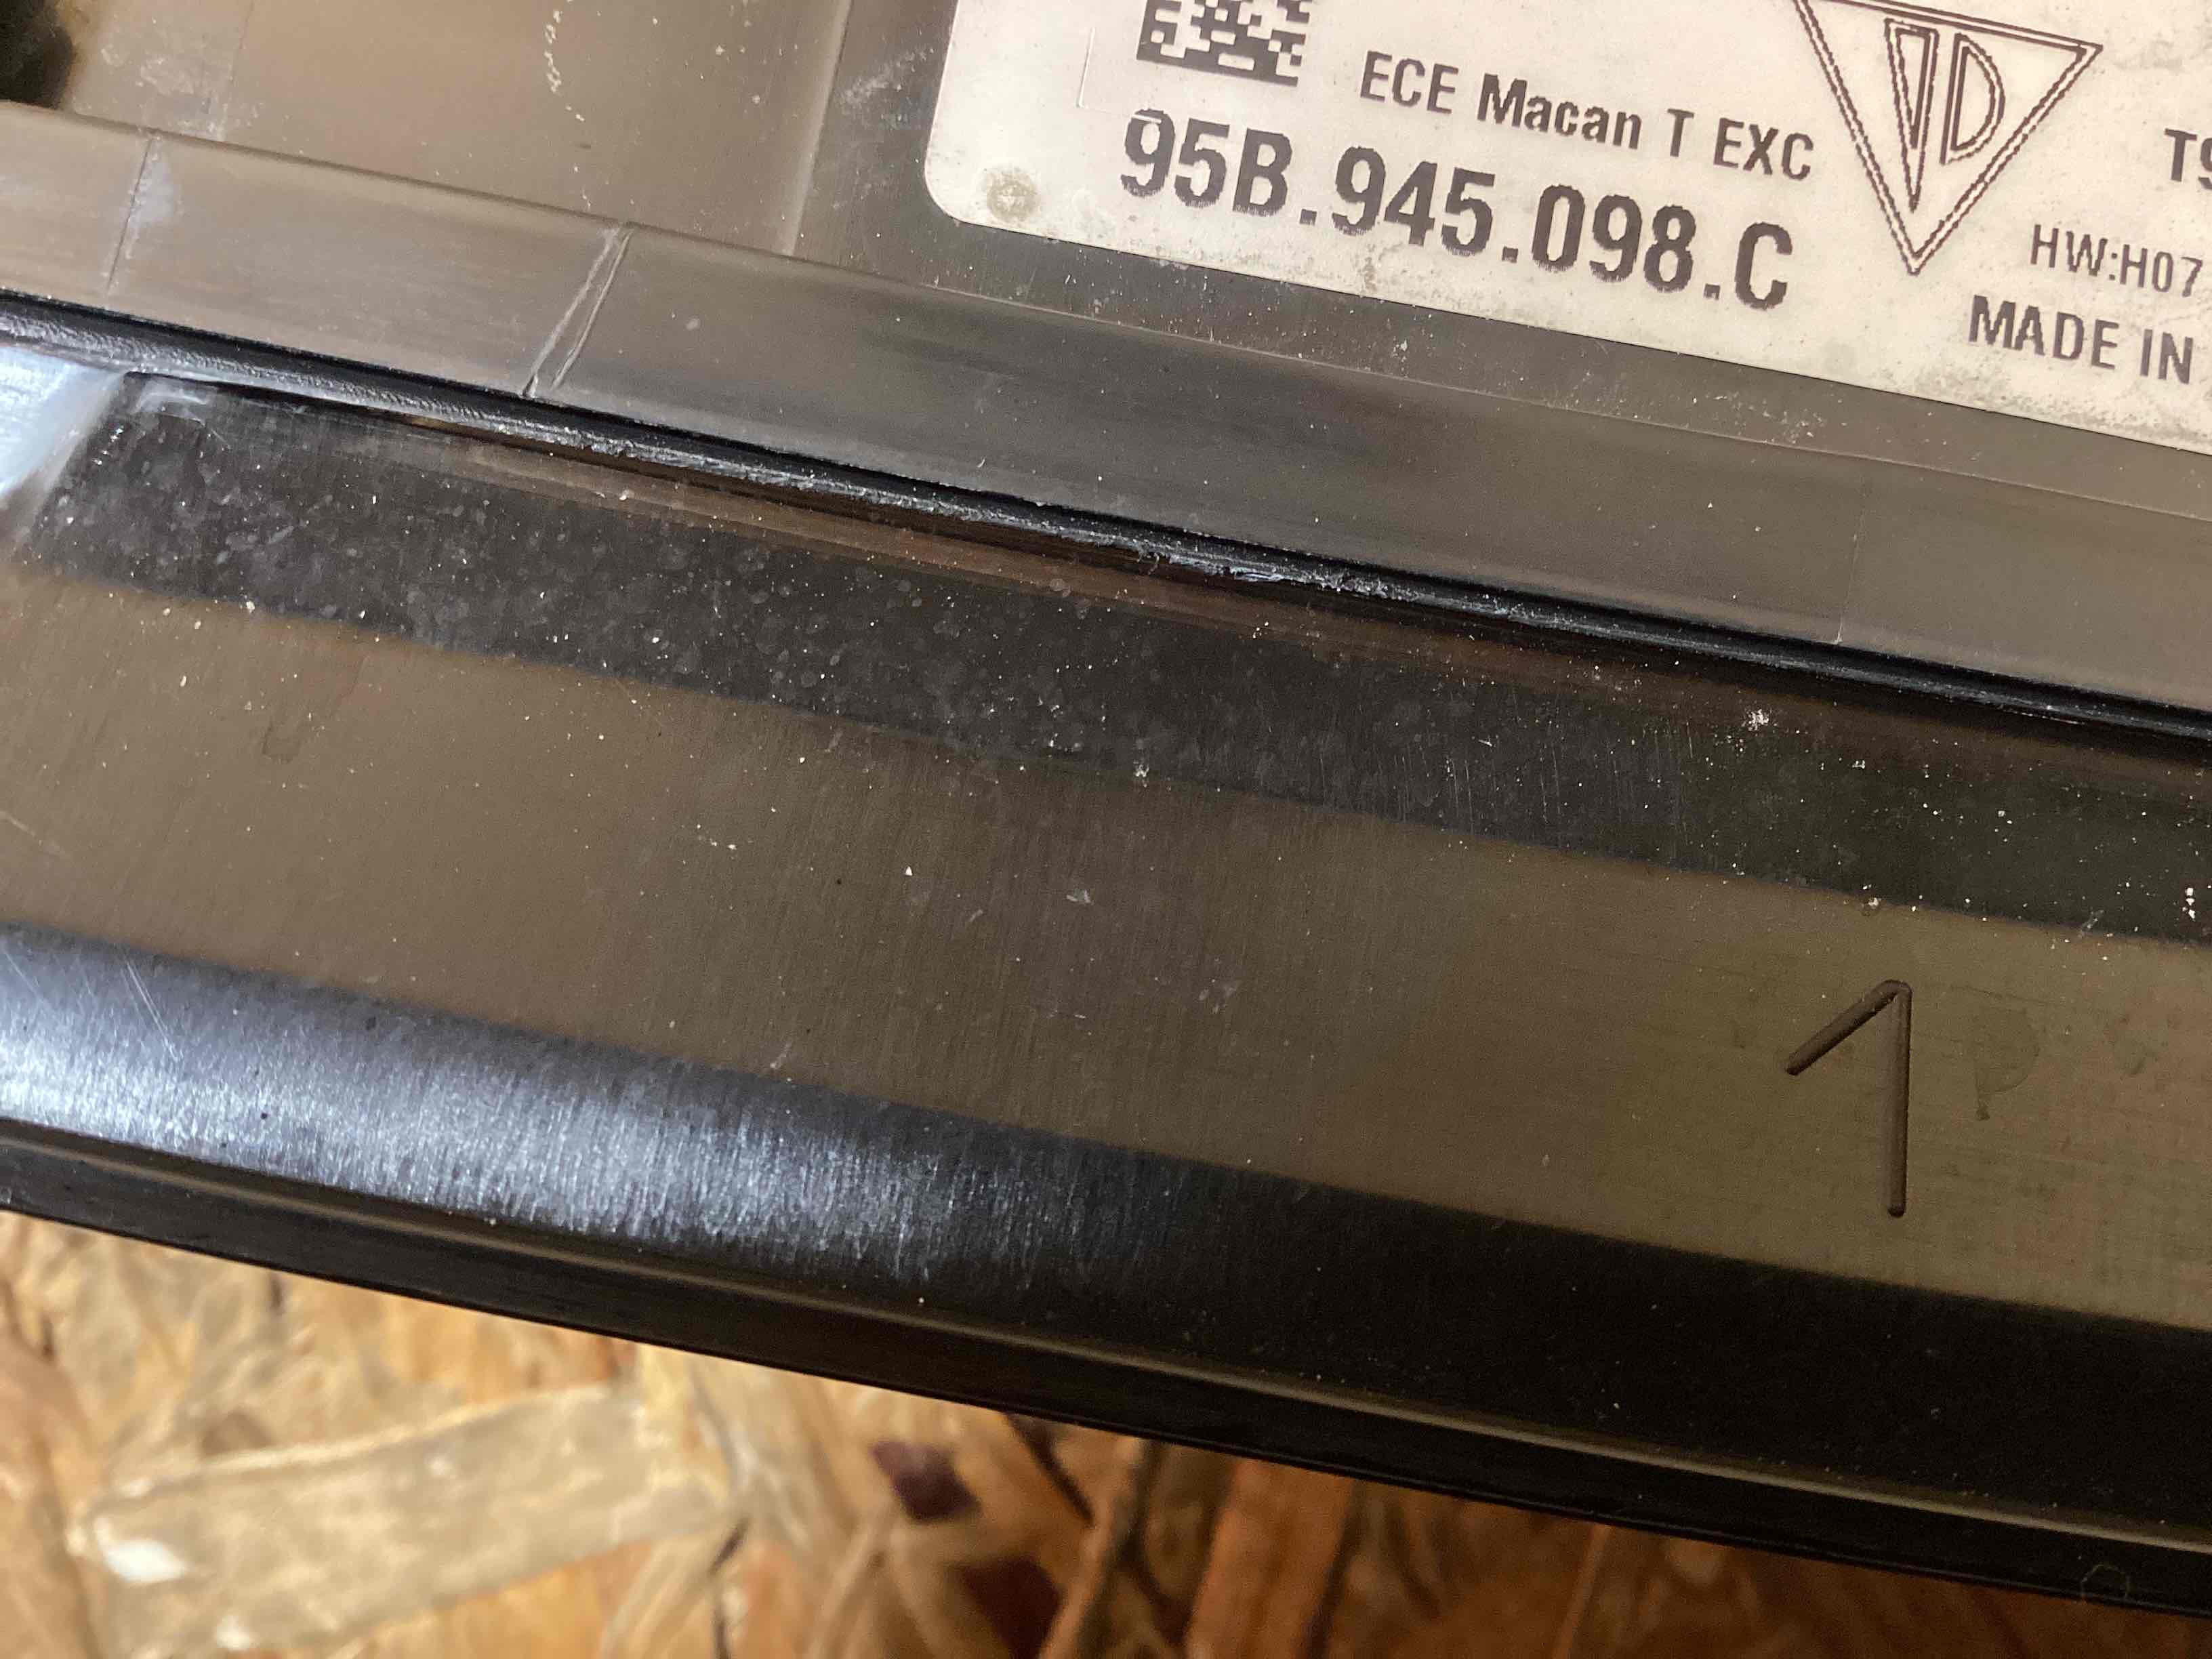 ECE Macan T EXC
95B.945.098.C
HW:H07
MADE IN
1